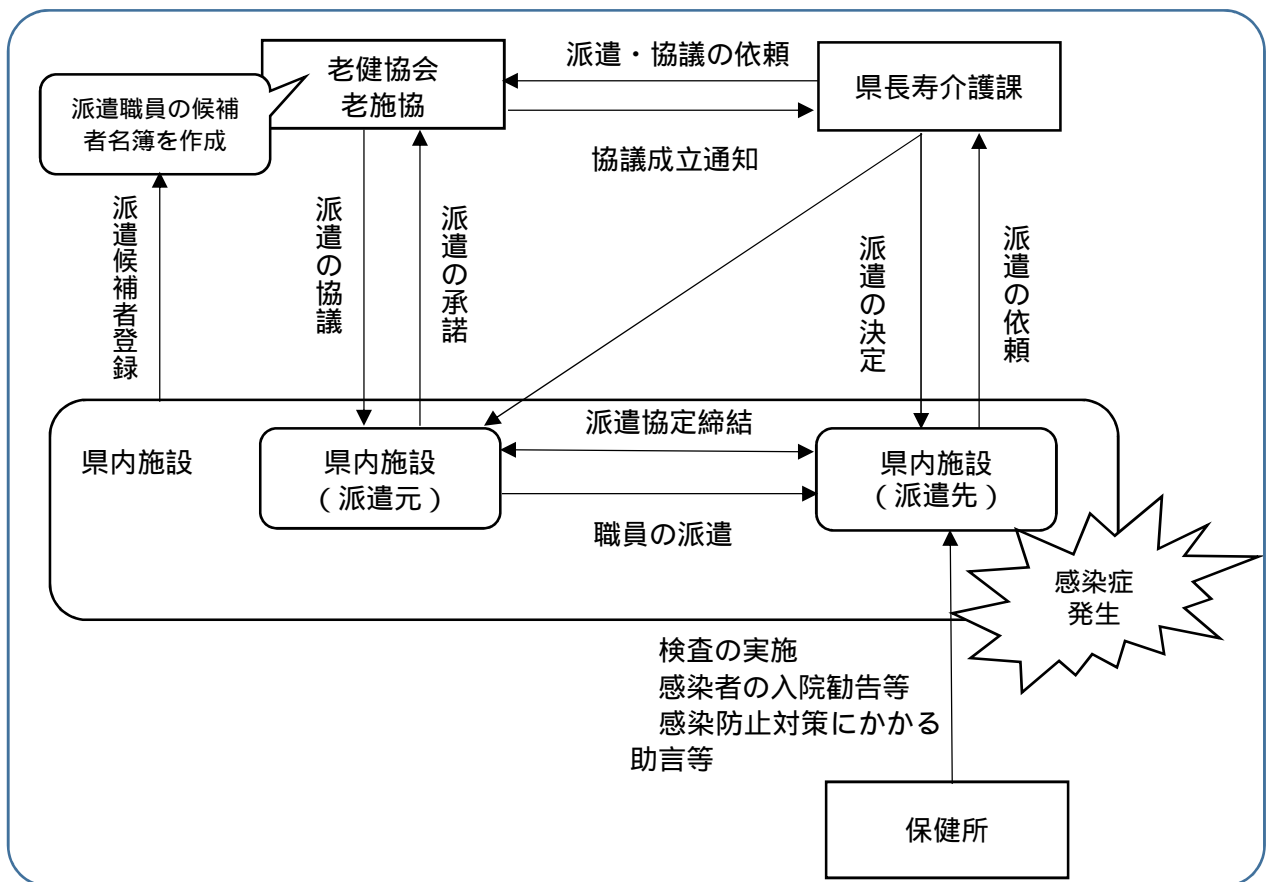 老健協会
老施協
派遣・協議の依頼
県長寿介護課
派遣職員の候補
者名簿を作成
協議成立通知
派遣候補者登録
派遣の協議
派遣の承諾
派遣の決定
派遣の依頼
県内施設
県内施設
（派遣元）
派遣協定締結
県内施設
（派遣先）
職員の派遣
感染症
発生
検査の実施
感染者の入院勧告等
感染防止対策にかかる
助言等
保健所